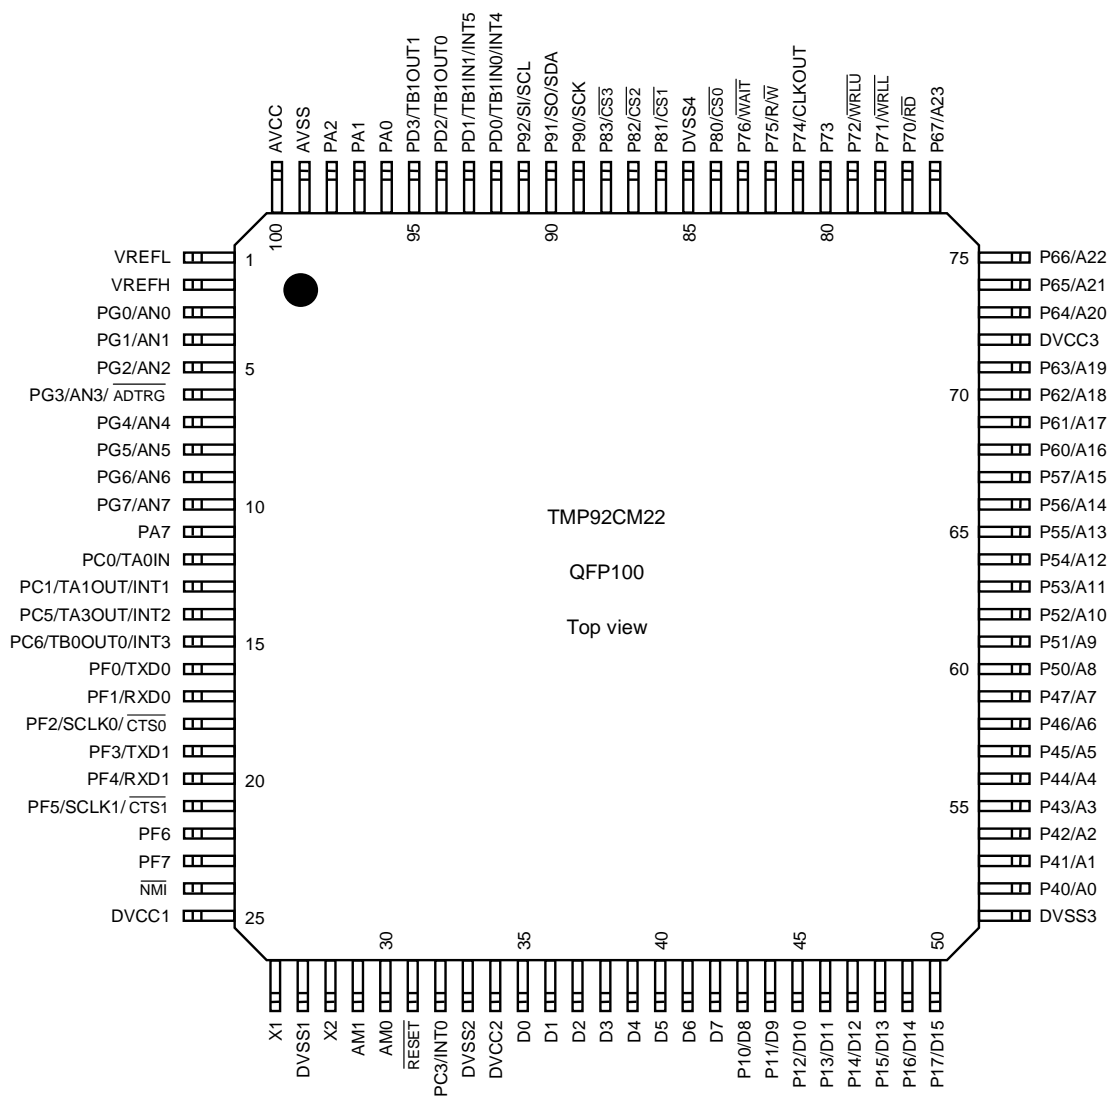 AVCC
AVSS
PA2
PA1
PA0
PD3/TB1OUT1
PD2/TB1OUT0
PD1/TB1IN1/INT5
PD0/TB1IN0/INT4
P92/SI/SCL
P91/SO/SDA
P90/SCK
P83/CS3
P82/CS2
P81/CS1
DVSS4
P80/CS0
P76/WAIT
P75/R/W
P74/CLKOUT
P73
P72/WRLU
P71/WRLL
P70/RD
P67/A23
100
95
90
85
80
VREFL
VREFH
PG0/AN0
PG1/AN1
PG2/AN2
PG3/AN3/ ADTRG
PG4/AN4
PG5/AN5
PG6/AN6
PG7/AN7
PA7
PC0/TA0IN
PC1/TA1OUT/INT1
PC5/TA3OUT/INT2
PC6/TB0OUT0/INT3
PF0/TXD0
PF1/RXD0
PF2/SCLK0/ CTS0
PF3/TXD1
PF4/RXD1
PF5/SCLK1/ CTS1
PF6
PF7
NMI
DVCC1
1
5
10
15
20
25
TMP92CM22
QFP100
Top view
75
70
65
60
55
P66/A22
P65/A21
P64/A20
DVCC3
P63/A19
P62/A18
P61/A17
P60/A16
P57/A15
P56/A14
P55/A13
P54/A12
P53/A11
P52/A10
P51/A9
P50/A8
P47/A7
P46/A6
P45/A5
P44/A4
P43/A3
P42/A2
P41/A1
P40/A0
DVSS3
30
35
40
45
50
X1
DVSS1
X2
AM1
AM0
RESET
PC3/INT0
DVSS2
DVCC2
D0
D1
D2
D3
D4
D5
D6
D7
P10/D8
P11/D9
P12/D10
P13/D11
P14/D12
P15/D13
P16/D14
P17/D15